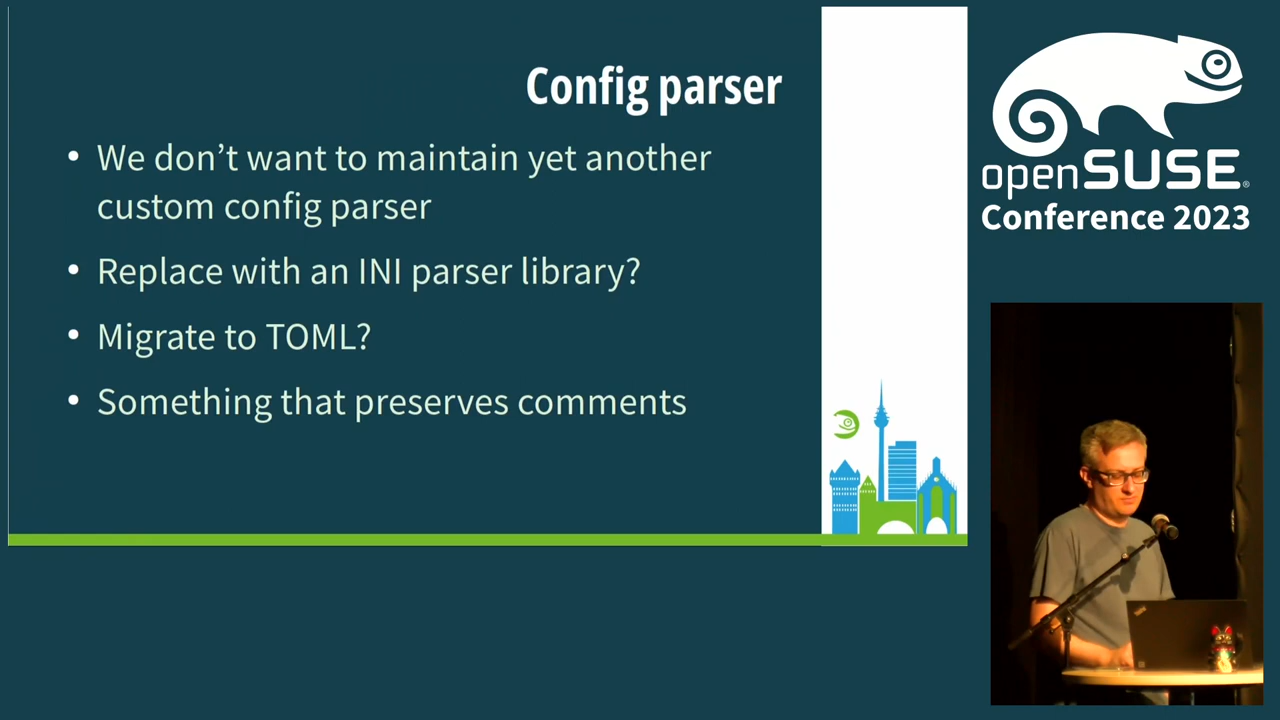 Config parser
• We don’t want to maintain yet another
custom config parser
• Replace with an INI parser library?
• Migrate to TOML?
• Something that preserves comments
openSUSE®
Conference 2023